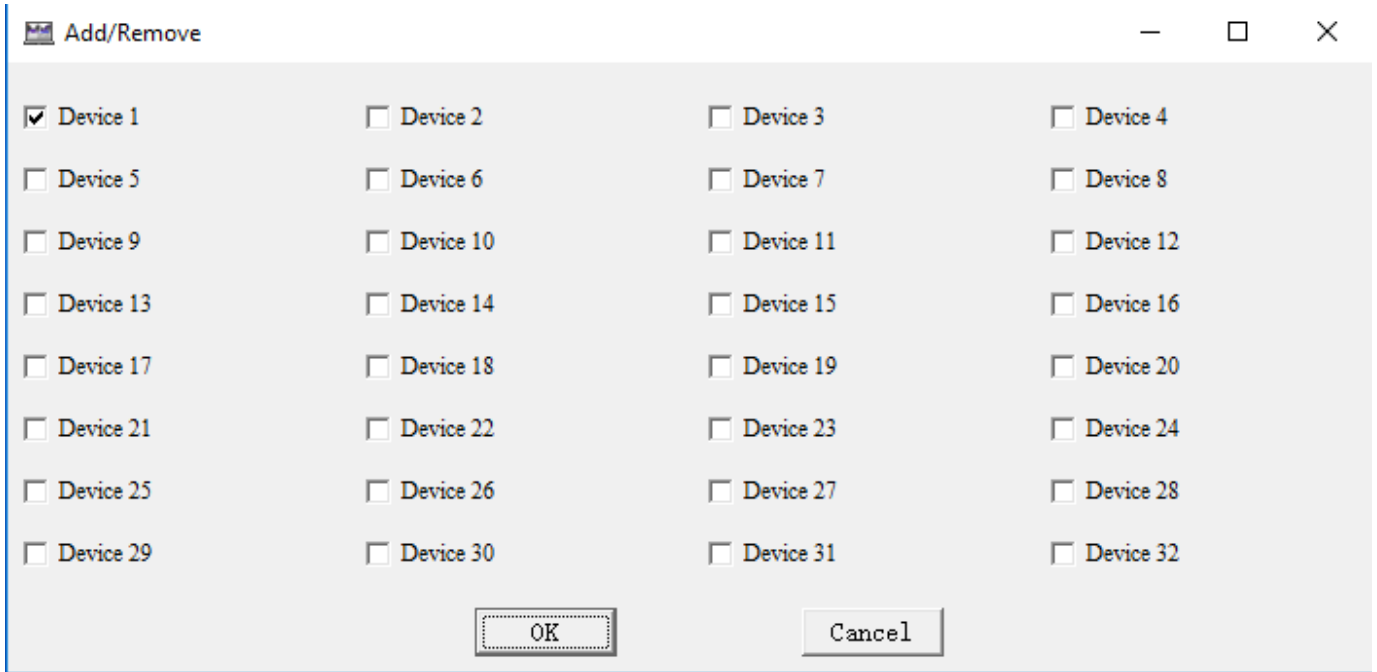 Add/Remove
Device 1 Device 2 Device 3 Device 4
Device 5 Device 6 Device 7 Device 8
Device 9 Device 10 Device 11 Device 12
Device 13 Device 14 Device 15 Device 16
Device 17 Device 18 Device 19 Device 20
Device 21 Device 22 Device 23 Device 24
Device 25 Device 26 Device 27 Device 28
Device 29 Device 30 Device 31 Device 32
OK Cancel